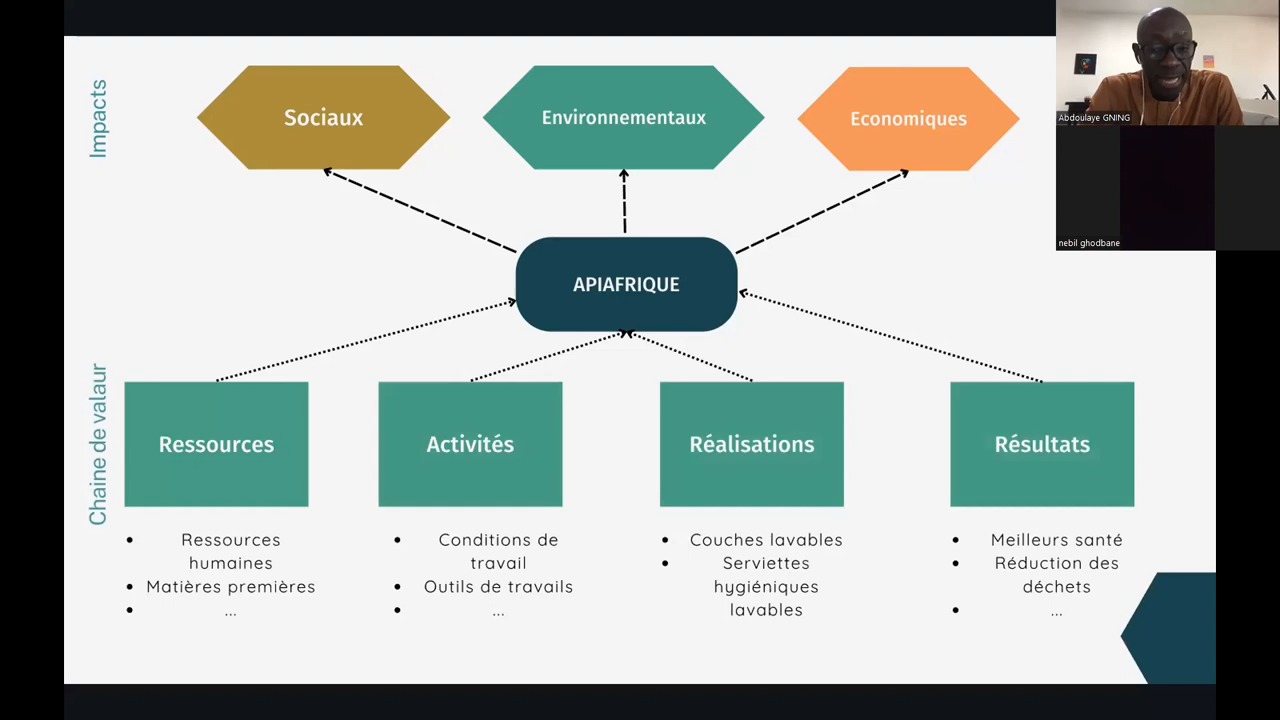 Impacts
Sociaux
Environnementaux
Economiques
Abdoulaye GNING
nebil ghodbane
APIAFRIQUE
Chaine de valaur
Ressources
Activités
Réalisations
Résultats
• Ressources
humaines
• Matières premières
• ...
• Conditions de
travail
• Outils de travails
• ...
• Couches lavables
• Serviettes
hygiéniques
lavables
• Meilleurs santé
• Réduction des
déchets
• ...